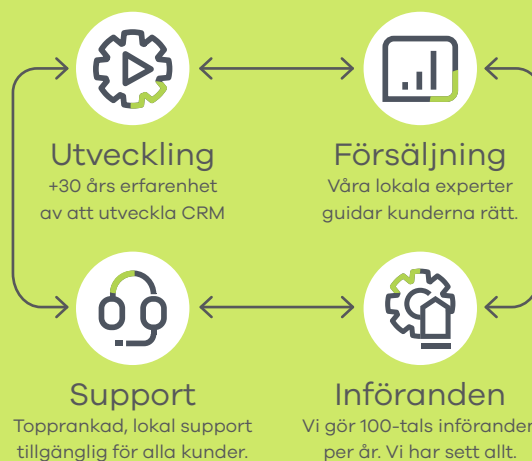 Utveckling
+30 års erfarenhet
av att utveckla CRM
Försäljning
Våra lokala experter
guidar kunderna rätt.
Support
Topprankad, lokal support
tillgänglig för alla kunder.
Införanden
Vi gör 100-tals införanden
per år. Vi har sett allt.